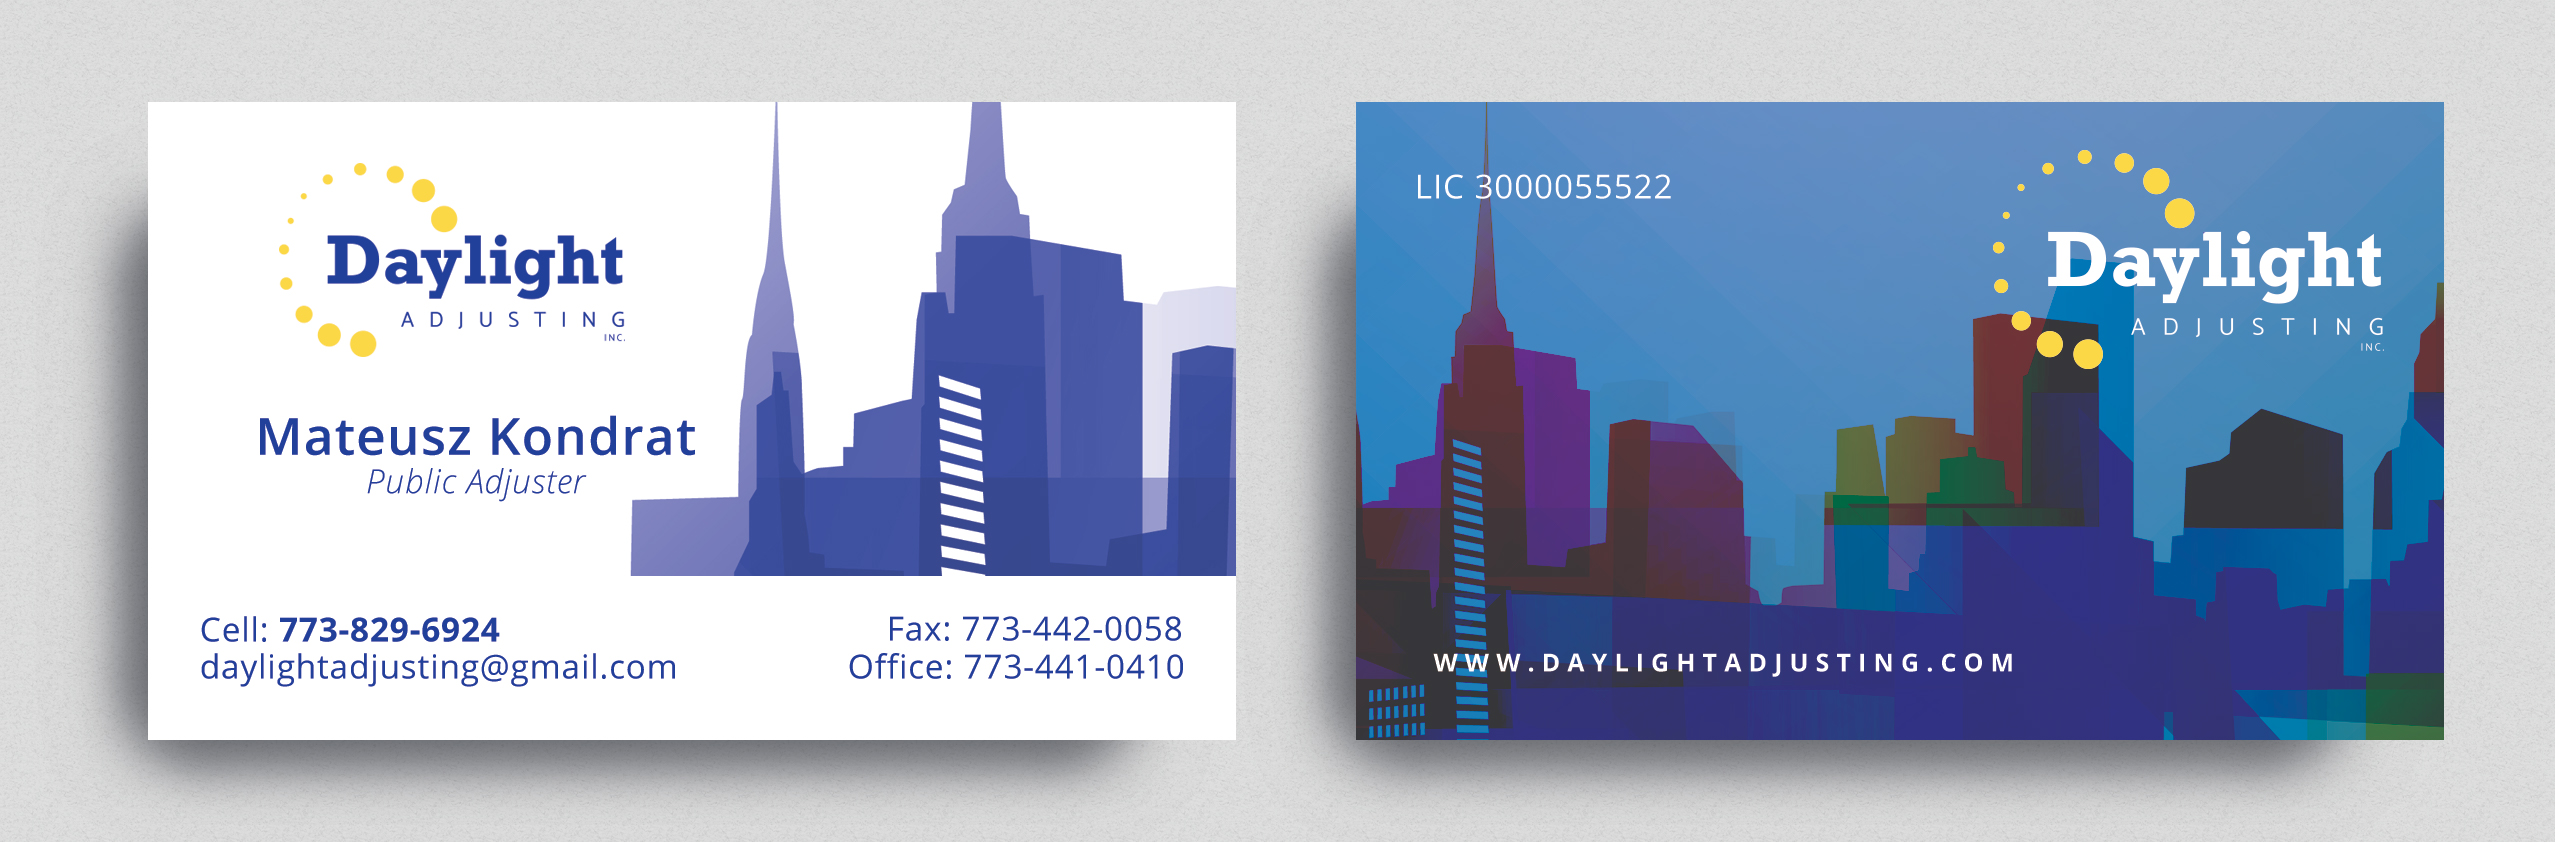 Daylight
ADJUSTING
INC.
Mateusz Kondrat
Public Adjuster
Cell: 773-829-6924
daylightadjusting@gmail.com
Fax: 773-442-0058
Office: 773-441-0410
LIC 3000055522
Daylight
ADJUSTING
INC.
WWW.DAYLIGHTADJUSTING.COM